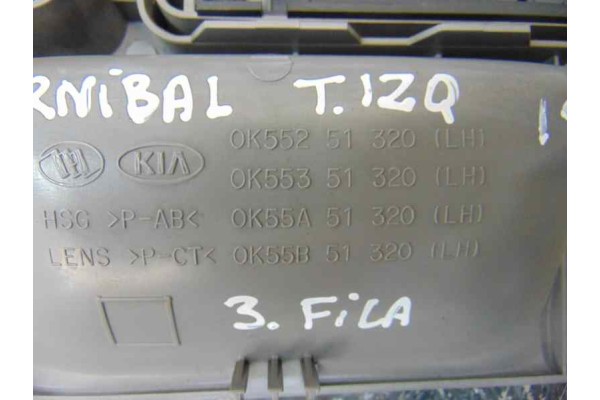 RNIBAL T.IZQ
KIA 0K552 51 320 (LH)
0K553 51 320 (LH)
HSG >P-AB< 0K55A 51 320 (LH)
LENS >P-CT< 0K55B 51 320 (LH)
3. FiLA